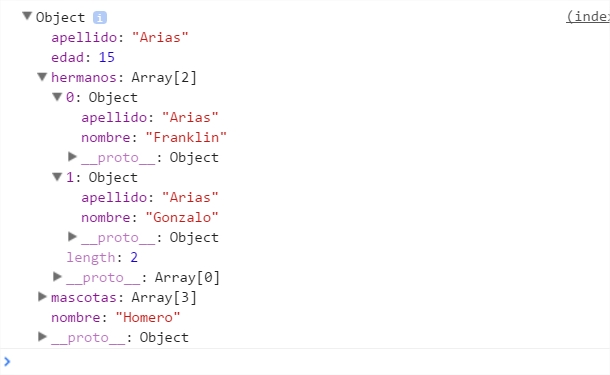 ▼Object i (inde
apellido: "Arias"
edad: 15
▼hermanos: Array[2]
▼0: Object
apellido: "Arias"
nombre: "Franklin"
▶__proto__: Object
▼1: Object
apellido: "Arias"
nombre: "Gonzalo"
▶__proto__: Object
length: 2
▶__proto__: Array[0]
▶mascotas: Array[3]
nombre: "Homero"
▶__proto__: Object
>